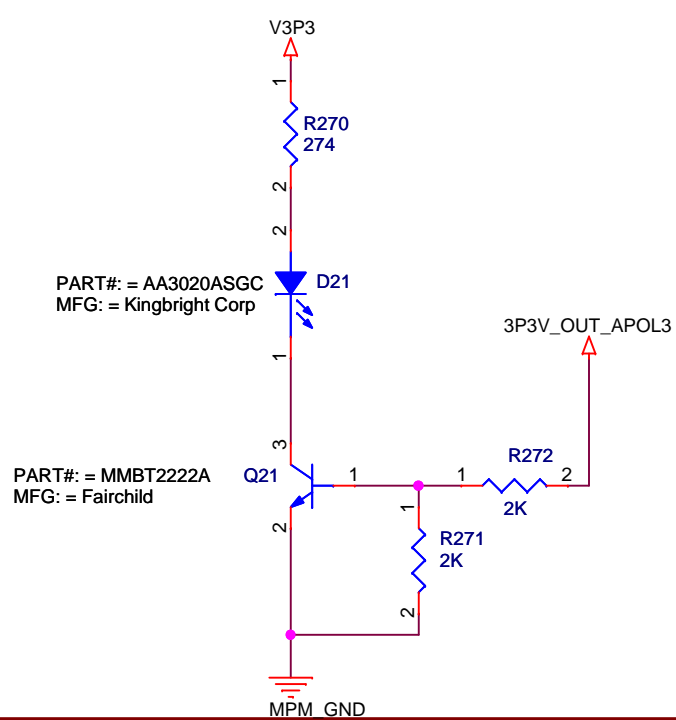 V3P3
1
R270
274
2
2
PART#: = AA3020ASGC
MFG: = Kingbright Corp
D21
1
3P3V_OUT_APOL3
3
PART#: = MMBT2222A
MFG: = Fairchild
Q21
1
1
R272
2
2K
2
1
R271
2K
2
MPM_GND